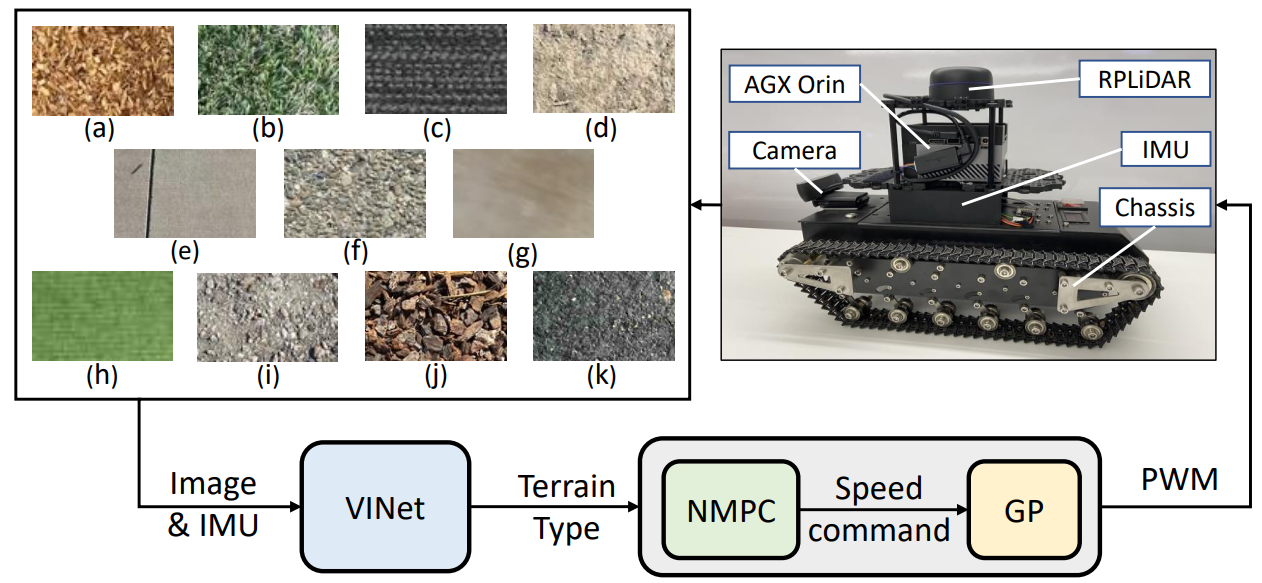 (a)
(b)
(c)
(d)
(e)
(f)
(g)
(h)
(i)
(j)
(k)
AGX Orin
RPLiDAR
Camera
IMU
Chassis
Image
& IMU
VINet
Terrain
Type
NMPC
Speed
command
GP
PWM